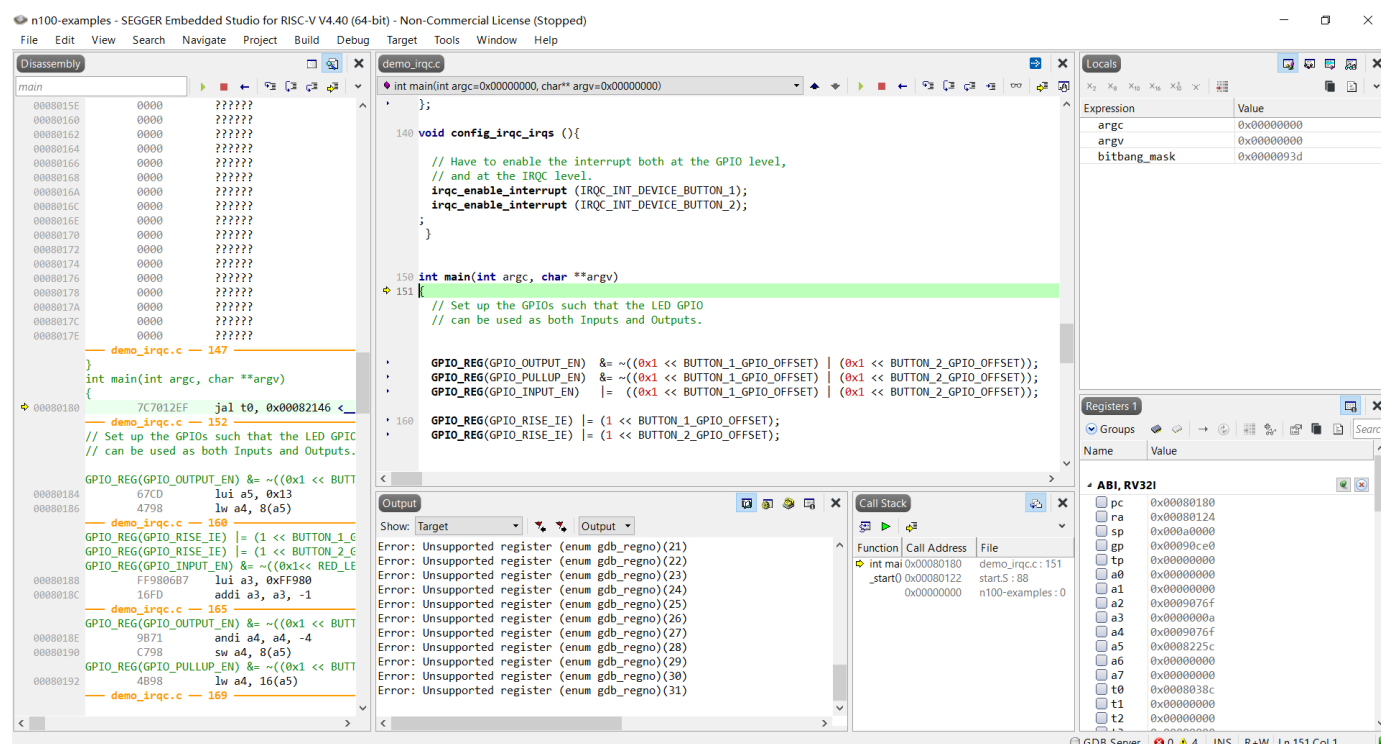 n100-examples - SEGGER Embedded Studio for RISC-V V4.40 (64-bit) - Non-Commercial License (Stopped)
File Edit View Search Navigate Project Build Debug Target Tools Window Help
Disassembly
main
0008015E 0000 ??????
00080160 0000 ??????
00080162 0000 ??????
00080164 0000 ??????
00080166 0000 ??????
00080168 0000 ??????
0008016A 0000 ??????
0008016C 0000 ??????
0008016E 0000 ??????
00080170 0000 ??????
00080172 0000 ??????
00080174 0000 ??????
00080176 0000 ??????
00080178 0000 ??????
0008017A 0000 ??????
0008017C 0000 ??????
0008017E 0000 ??????
demo_irqc.c — 147
}
int main(int argc, char **argv)
{
00080180 7C7012EF jal t0, 0x00082146 <_
demo_irqc.c — 152
// Set up the GPIOs such that the LED GPIO
// can be used as both Inputs and Outputs.
GPIO_REG(GPIO_OUTPUT_EN) &= ~((0x1 << BUTT
00080184 67CD lui a5, 0x13
00080186 4798 lw a4, 8(a5)
demo_irqc.c — 160
GPIO_REG(GPIO_RISE_IE) |= (1 << BUTTON_1_G
GPIO_REG(GPIO_RISE_IE) |= (1 << BUTTON_2_G
GPIO_REG(GPIO_INPUT_EN) &= ~((0x1<< RED_LE
00080188 FF9806B7 lui a3, 0xFF980
0008018C 16FD addi a3, a3, -1
demo_irqc.c — 165
GPIO_REG(GPIO_OUTPUT_EN) &= ~((0x1 << BUTT
0008018E 9B71 andi a4, a4, -4
00080190 C798 sw a4, 8(a5)
GPIO_REG(GPIO_PULLUP_EN) &= ~((0x1 << BUTT
00080192 4B98 lw a4, 16(a5)
demo_irqc.c — 169
demo_irqc.c
int main(int argc=0x00000000, char** argv=0x00000000)
};
140 void config_irqc_irqs (){
// Have to enable the interrupt both at the GPIO level,
// and at the IRQC level.
irqc_enable_interrupt (IRQC_INT_DEVICE_BUTTON_1);
irqc_enable_interrupt (IRQC_INT_DEVICE_BUTTON_2);
;
}
150 int main(int argc, char **argv)
151 {
// Set up the GPIOs such that the LED GPIO
// can be used as both Inputs and Outputs.
GPIO_REG(GPIO_OUTPUT_EN) &= ~((0x1 << BUTTON_1_GPIO_OFFSET) | (0x1 << BUTTON_2_GPIO_OFFSET));
GPIO_REG(GPIO_PULLUP_EN) &= ~((0x1 << BUTTON_1_GPIO_OFFSET) | (0x1 << BUTTON_2_GPIO_OFFSET));
GPIO_REG(GPIO_INPUT_EN) |= ((0x1 << BUTTON_1_GPIO_OFFSET) | (0x1 << BUTTON_2_GPIO_OFFSET));
160 GPIO_REG(GPIO_RISE_IE) |= (1 << BUTTON_1_GPIO_OFFSET);
GPIO_REG(GPIO_RISE_IE) |= (1 << BUTTON_2_GPIO_OFFSET);
Output
Show: Target Output
Error: Unsupported register (enum gdb_regno)(21)
Error: Unsupported register (enum gdb_regno)(22)
Error: Unsupported register (enum gdb_regno)(23)
Error: Unsupported register (enum gdb_regno)(24)
Error: Unsupported register (enum gdb_regno)(25)
Error: Unsupported register (enum gdb_regno)(26)
Error: Unsupported register (enum gdb_regno)(27)
Error: Unsupported register (enum gdb_regno)(28)
Error: Unsupported register (enum gdb_regno)(29)
Error: Unsupported register (enum gdb_regno)(30)
Error: Unsupported register (enum gdb_regno)(31)
Call Stack
Function Call Address File
int mai 0x00080180 demo_irqc.c : 151
_start() 0x00080122 start.S : 88
0x00000000 n100-examples : 0
Locals
Expression Value
argc 0x00000000
argv 0x00000000
bitbang_mask 0x0000093d
Registers 1
Groups Searc
Name Value
ABI, RV32I
pc 0x00080180
ra 0x00080124
sp 0x000a0000
gp 0x00090ce0
tp 0x00000000
a0 0x00000000
a1 0x00000000
a2 0x0009076f
a3 0x0000000a
a4 0x0009076f
a5 0x0008225c
a6 0x00000000
a7 0x00000000
t0 0x0008038c
t1 0x00000000
t2 0x00000000
GDB Server 0 4 INS R+W Ln 151 Col 1